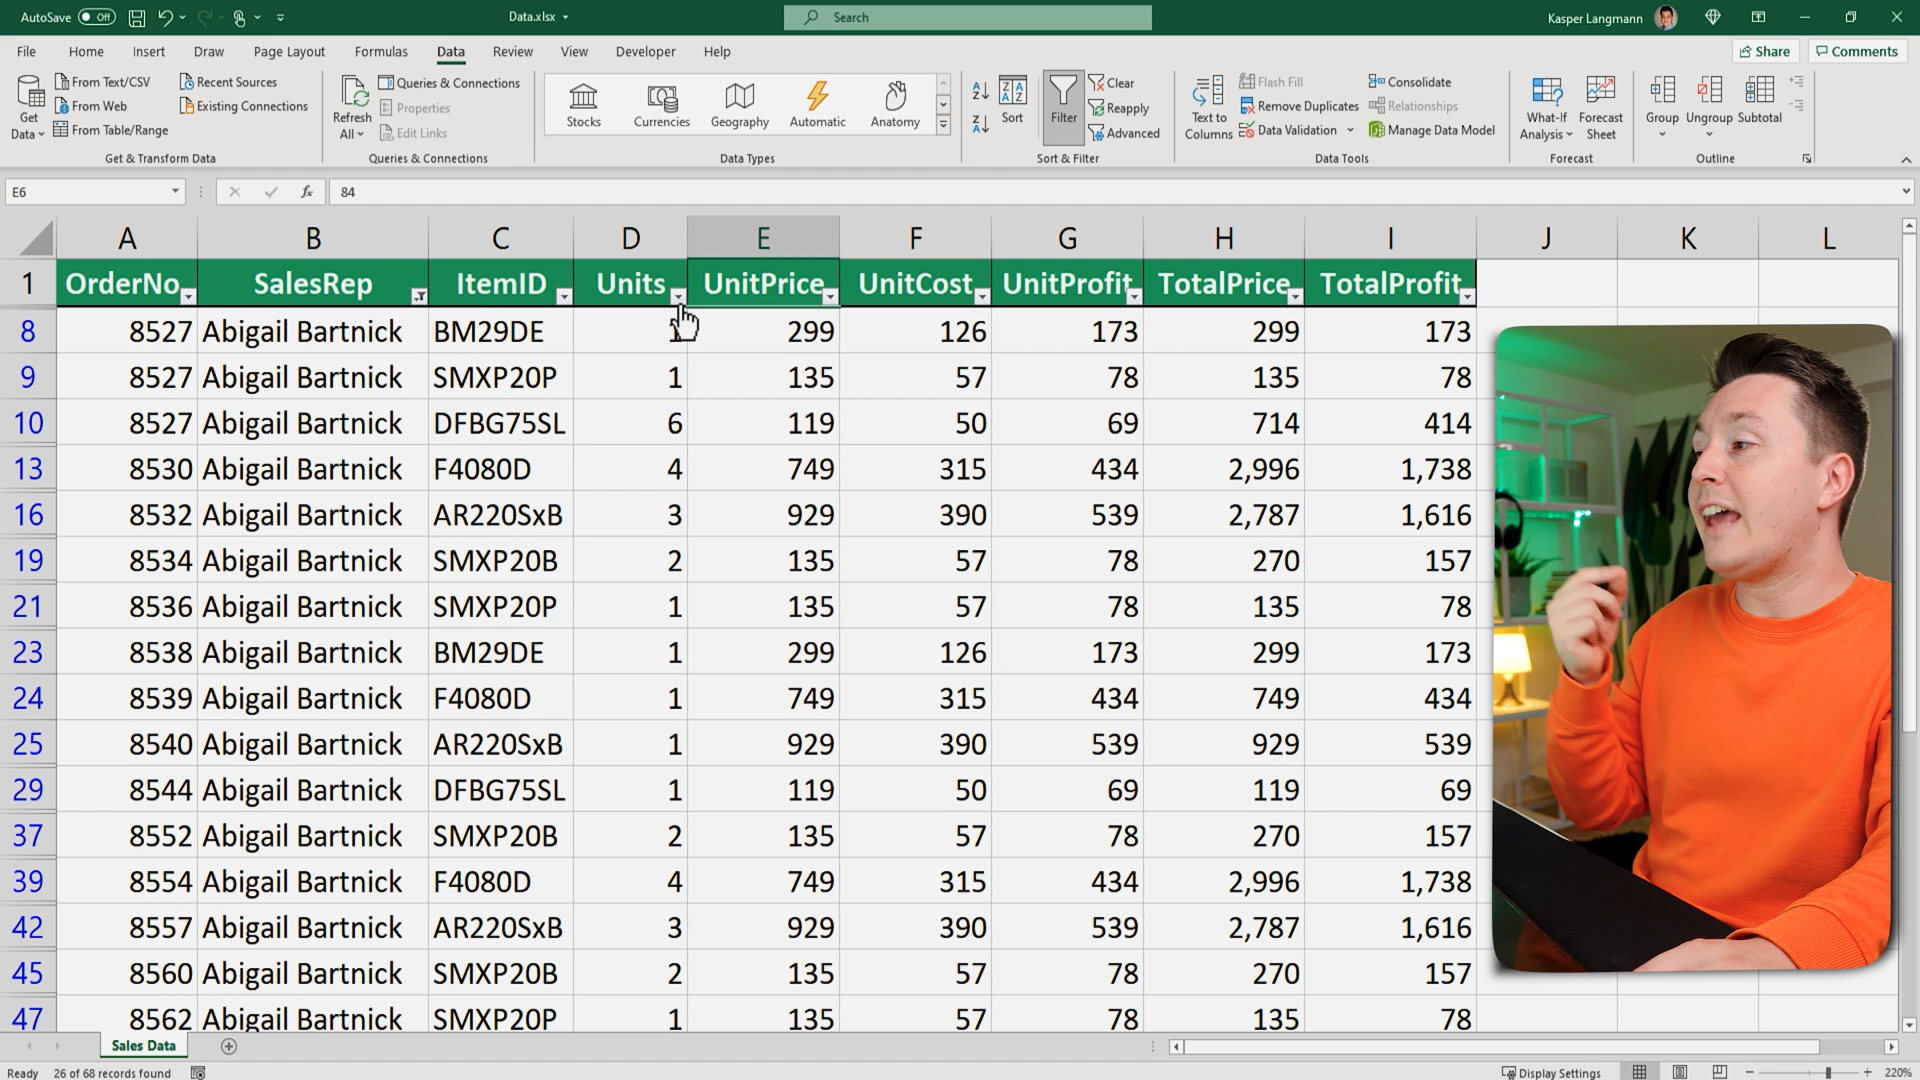 AutoSave Off
Data.xlsx
Search
Kasper Langmann
File Home Insert Draw Page Layout Formulas Data Review View Developer Help
Share Comments
Get Data
From Text/CSV
From Web
From Table/Range
Recent Sources
Existing Connections
Get & Transform Data
Refresh All
Queries & Connections
Properties
Edit Links
Queries & Connections
Stocks Currencies Geography Automatic Anatomy
Data Types
Sort
Filter
Clear
Reapply
Advanced
Sort & Filter
Text to Columns
Flash Fill
Remove Duplicates
Data Validation
Consolidate
Relationships
Manage Data Model
Data Tools
What-If Analysis
Forecast Sheet
Forecast
Group Ungroup Subtotal
Outline
E6 fx 84
A B C D E F G H I J K L
1 OrderNo SalesRep ItemID Units UnitPrice UnitCost UnitProfit TotalPrice TotalProfit
8 8527 Abigail Bartnick BM29DE 1 299 126 173 299 173
9 8527 Abigail Bartnick SMXP20P 1 135 57 78 135 78
10 8527 Abigail Bartnick DFBG75SL 6 119 50 69 714 414
13 8530 Abigail Bartnick F4080D 4 749 315 434 2,996 1,738
16 8532 Abigail Bartnick AR220SxB 3 929 390 539 2,787 1,616
19 8534 Abigail Bartnick SMXP20B 2 135 57 78 270 157
21 8536 Abigail Bartnick SMXP20P 1 135 57 78 135 78
23 8538 Abigail Bartnick BM29DE 1 299 126 173 299 173
24 8539 Abigail Bartnick F4080D 1 749 315 434 749 434
25 8540 Abigail Bartnick AR220SxB 1 929 390 539 929 539
29 8544 Abigail Bartnick DFBG75SL 1 119 50 69 119 69
37 8552 Abigail Bartnick SMXP20B 2 135 57 78 270 157
39 8554 Abigail Bartnick F4080D 4 749 315 434 2,996 1,738
42 8557 Abigail Bartnick AR220SxB 3 929 390 539 2,787 1,616
45 8560 Abigail Bartnick SMXP20B 2 135 57 78 270 157
47 8562 Abigail Bartnick SMXP20P 1 135 57 78 135 78
Sales Data
Ready 26 of 68 records found
Display Settings
220%